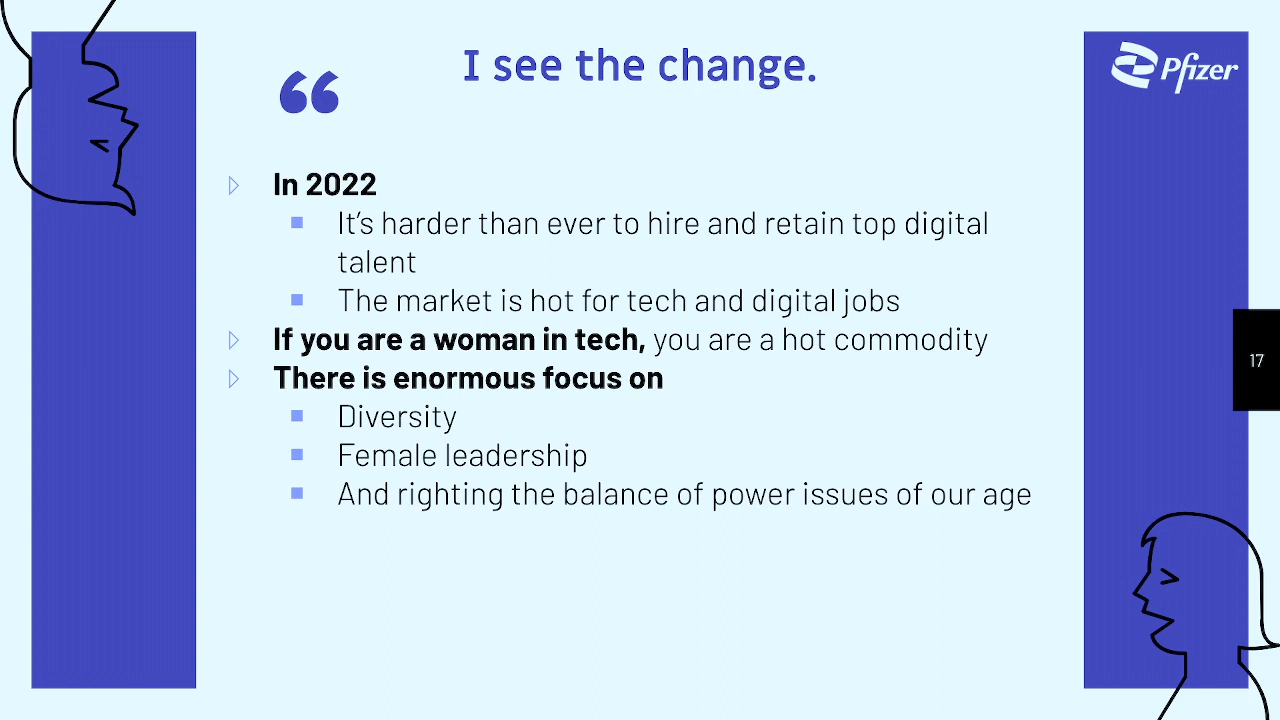 I see the change.
“
Pfizer
In 2022
It’s harder than ever to hire and retain top digital
talent
The market is hot for tech and digital jobs
If you are a woman in tech, you are a hot commodity
There is enormous focus on
Diversity
Female leadership
And righting the balance of power issues of our age
17